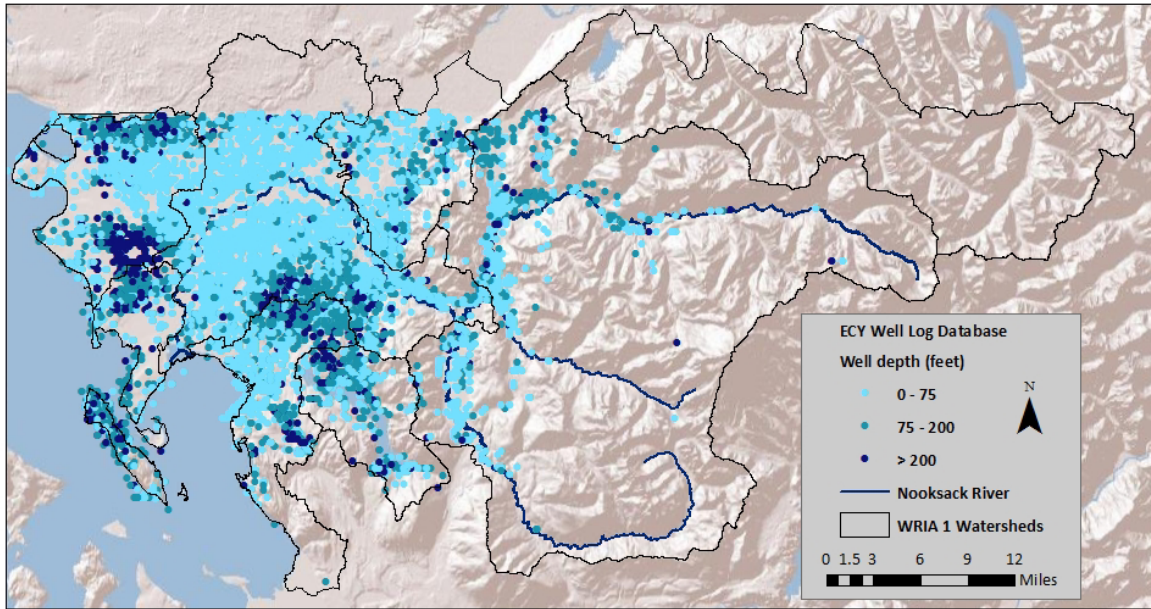 ECY Well Log Database
Well depth (feet)
N
0 - 75
75 - 200
> 200
Nooksack River
WRIA 1 Watersheds
0 1.5 3 6 9 12
Miles